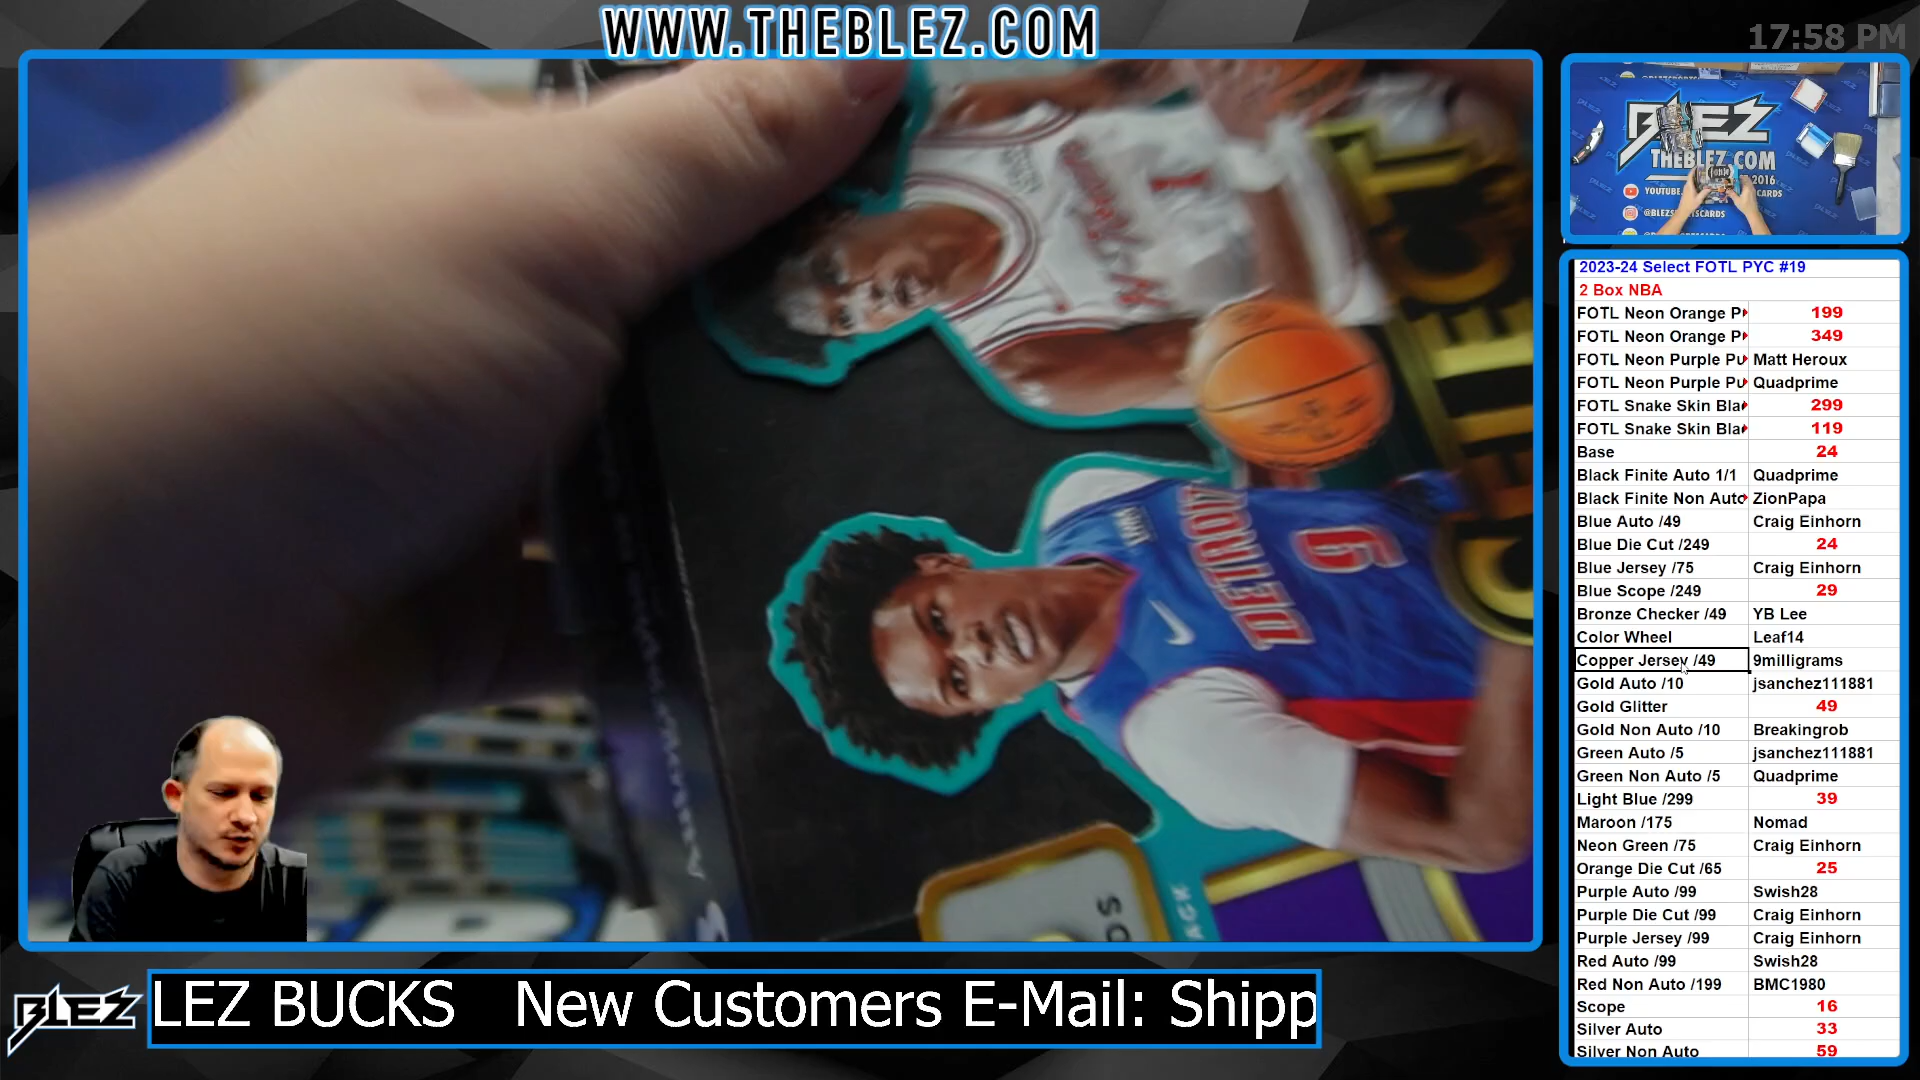 WWW.THEBLEZ.COM
17:58 PM
BLEZ
THEBLEZ.COM
2016
@BLEZSPORTSCARDS
2023-24 Select FOTL PYC #19
2 Box NBA
FOTL Neon Orange P 199
FOTL Neon Orange P 349
FOTL Neon Purple Pu Matt Heroux
FOTL Neon Purple Pu Quadprime
FOTL Snake Skin Bla 299
FOTL Snake Skin Bla 119
Base 24
Black Finite Auto 1/1 Quadprime
Black Finite Non Auto ZionPapa
Blue Auto /49 Craig Einhorn
Blue Die Cut /249 24
Blue Jersey /75 Craig Einhorn
Blue Scope /249 29
Bronze Checker /49 YB Lee
Color Wheel Leaf14
Copper Jersey /49 9milligrams
Gold Auto /10 jsanchez111881
Gold Glitter 49
Gold Non Auto /10 Breakingrob
Green Auto /5 jsanchez111881
Green Non Auto /5 Quadprime
Light Blue /299 39
Maroon /175 Nomad
Neon Green /75 Craig Einhorn
Orange Die Cut /65 25
Purple Auto /99 Swish28
Purple Die Cut /99 Craig Einhorn
Purple Jersey /99 Craig Einhorn
Red Auto /99 Swish28
Red Non Auto /199 BMC1980
Scope 16
Silver Auto 33
Silver Non Auto 59
1
DETROIT
9
BLEZ
LEZ BUCKS New Customers E-Mail: Shipp